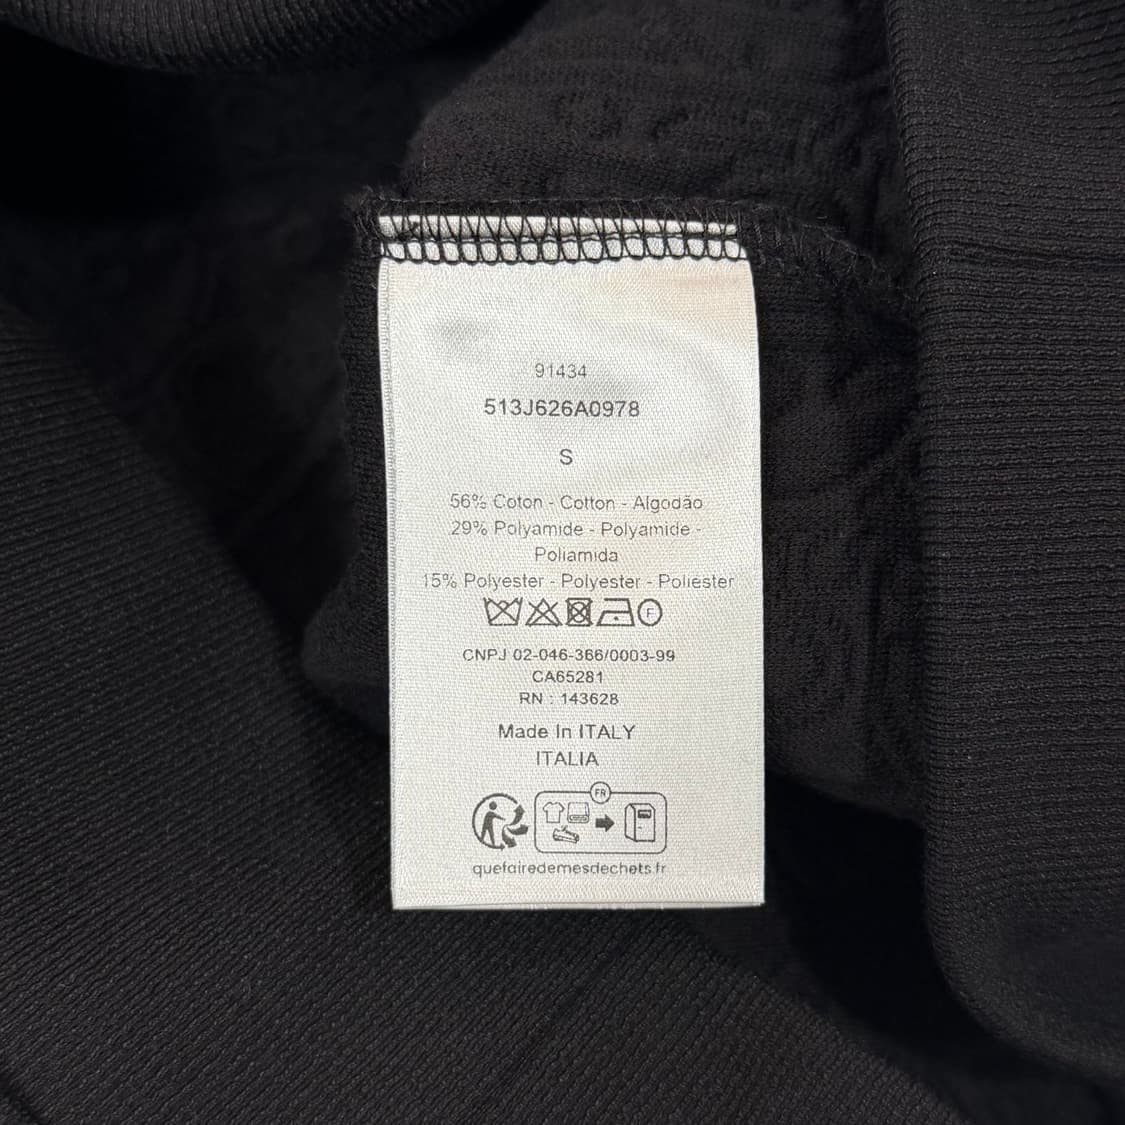 91434
513J626A0978
S
56% Coton - Cotton - Algodão
29% Polyamide - Polyamide -
Poliamida
15% Polyester - Polyester - Poliéster
F
CNPJ 02-046-366/0003-99
CA65281
RN : 143628
Made In ITALY
ITALIA
FR
quefairedemesdechets.fr